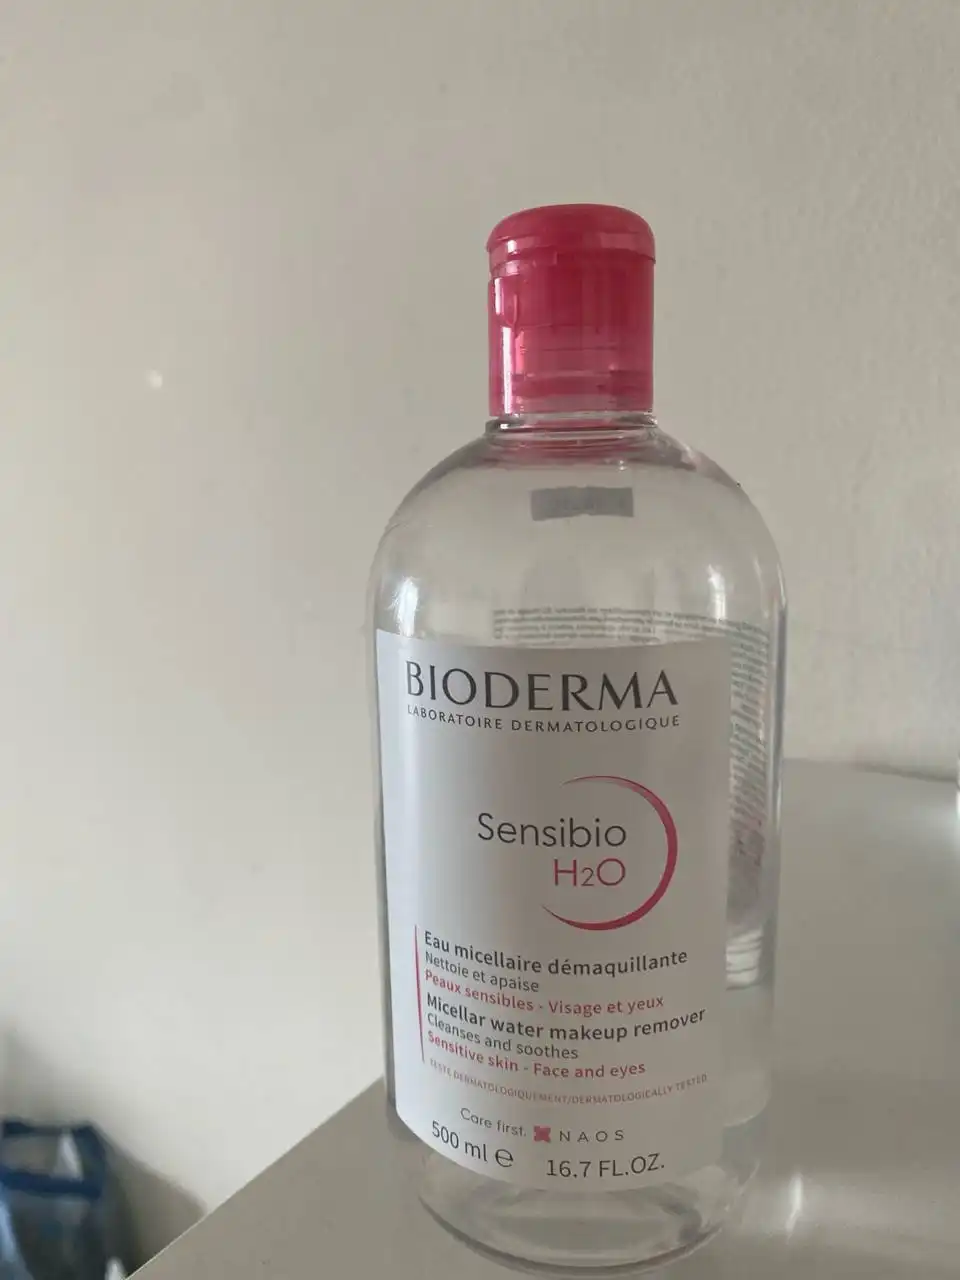 BIODERMA
LABORATOIRE DERMATOLOGIQUE
Sensibio
H2O
Eau micellaire démaquillante
Nettoie et apaise
Peaux sensibles - Visage et yeux
Micellar water makeup remover
Cleanses and soothes
Sensitive skin - Face and eyes
TESTÉ DERMATOLOGIQUEMENT/DERMATOLOGICALLY TESTED
Care first. NAOS
500 ml ℮ 16.7 FL.OZ.